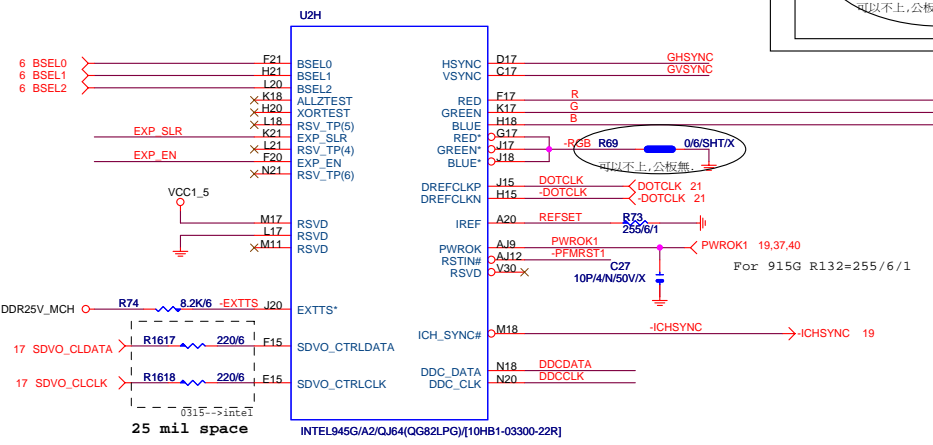 可以不上,公板
U2H
6 BSEL0 F21 BSEL0
6 BSEL1 H21 BSEL1
6 BSEL2 L20 BSEL2
K18 ALLZTEST
H20 XORTEST
L18 RSV_TP(5)
EXP_SLR K21 EXP_SLR
L21 RSV_TP(4)
EXP_EN F20 EXP_EN
N21 RSV_TP(6)
VCC1_5
M17 RSVD
L17 RSVD
M11 RSVD
DDR25V_MCH R74 8.2K/6 -EXTTS J20 EXTTS*
17 SDVO_CLDATA R1617 220/6 F15 SDVO_CTRLDATA
17 SDVO_CLCLK R1618 220/6 E15 SDVO_CTRLCLK
0315-->intel
25 mil space
HSYNC D17 GHSYNC
VSYNC C17 GVSYNC
RED F17 R
GREEN K17 G
BLUE H18 B
RED* G17
GREEN* J17 -RGB R69 0/6/SHT/X
BLUE* J18
可以不上,公板無.
DREFCLKP J15 DOTCLK DOTCLK 21
DREFCLKN H15 -DOTCLK -DOTCLK 21
IREF A20 REFSET R73
255/6/1
PWROK AJ9 PWROK1 PWROK1 19,37,40
RSTIN# AJ12 -PFMRST1
RSVD V30
C27
10P/4/N/50V/X
For 915G R132=255/6/1
ICH_SYNC# M18 -ICHSYNC -ICHSYNC 19
DDC_DATA N18 DDCDATA
DDC_CLK N20 DDCCLK
INTEL945G/A2/QJ64(QG82LPG)/[10HB1-03300-22R]